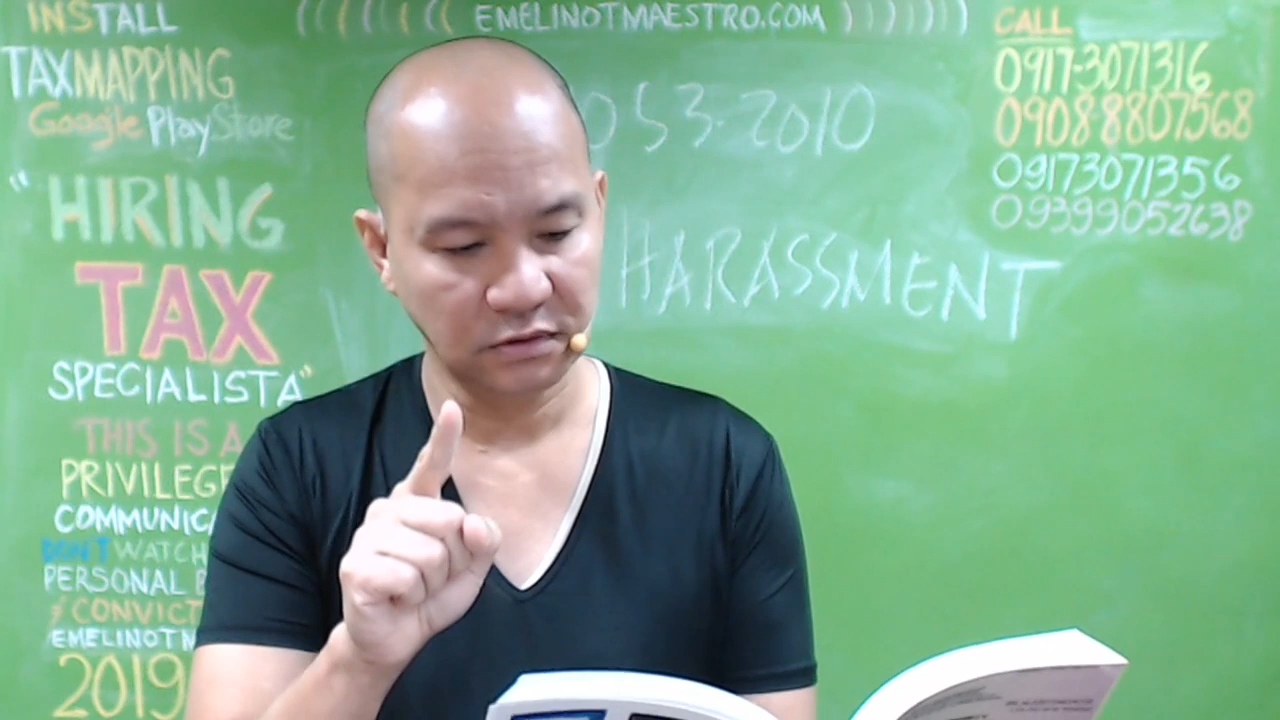 INSTALL
TAXMAPPING
Google PlayStore
"HIRING
TAX
SPECIALISTA"
THIS IS A
PRIVILEGE
COMMUNICA
DON'T WATCH
PERSONAL B
& CONVICT
EMELINOTM
2019
EMELINOTMAESTRO.COM
053-2010
HARASSMENT
CALL
0917-3071316
0908-8807568
09173071356
09399052638